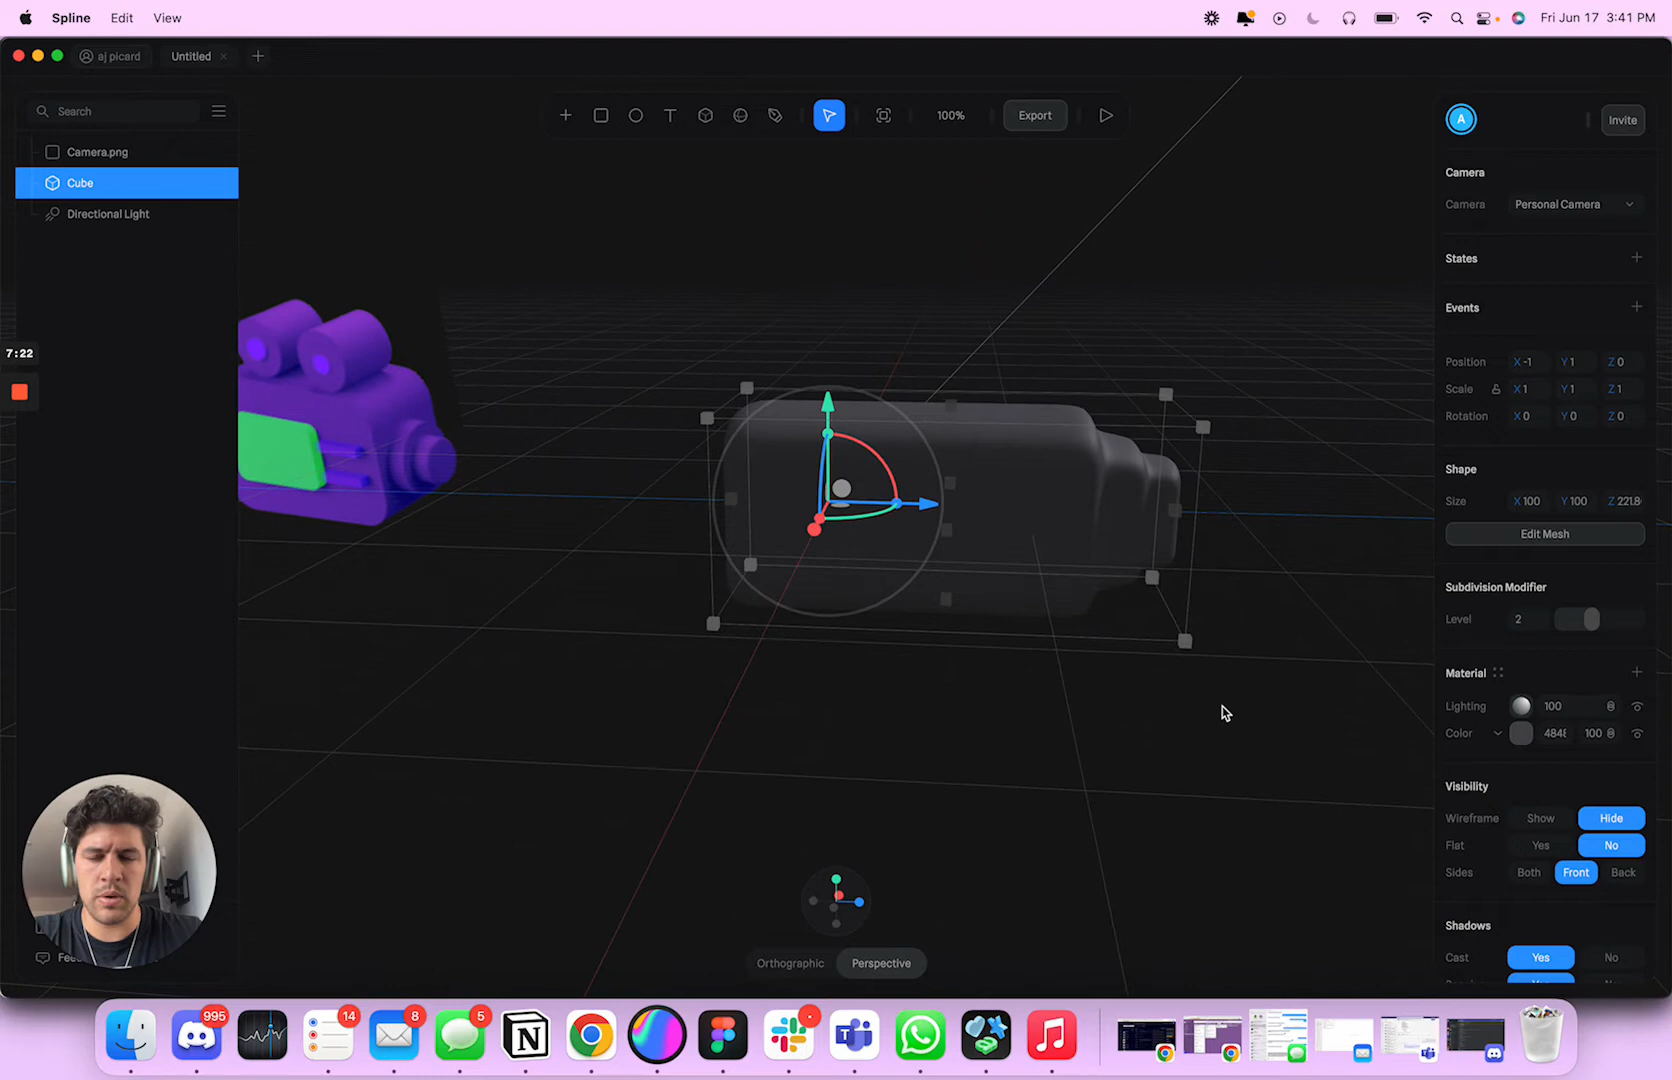 Spline Edit View
Fri Jun 17 3:41 PM
aj picard
Untitled
Search
Camera.png
Cube
Directional Light
7:22
T
100%
Export
A
Invite
Camera
Camera Personal Camera
States
Events
Position X -1 Y 1 Z 0
Scale X 1 Y 1 Z 1
Rotation X 0 Y 0 Z 0
Shape
Size X 100 Y 100 Z 221.8
Edit Mesh
Subdivision Modifier
Level 2
Material
Lighting 100
Color 4848 100
Visibility
Wireframe Show Hide
Flat Yes No
Sides Both Front Back
Shadows
Cast Yes No
Orthographic Perspective
995
14
8
5
N